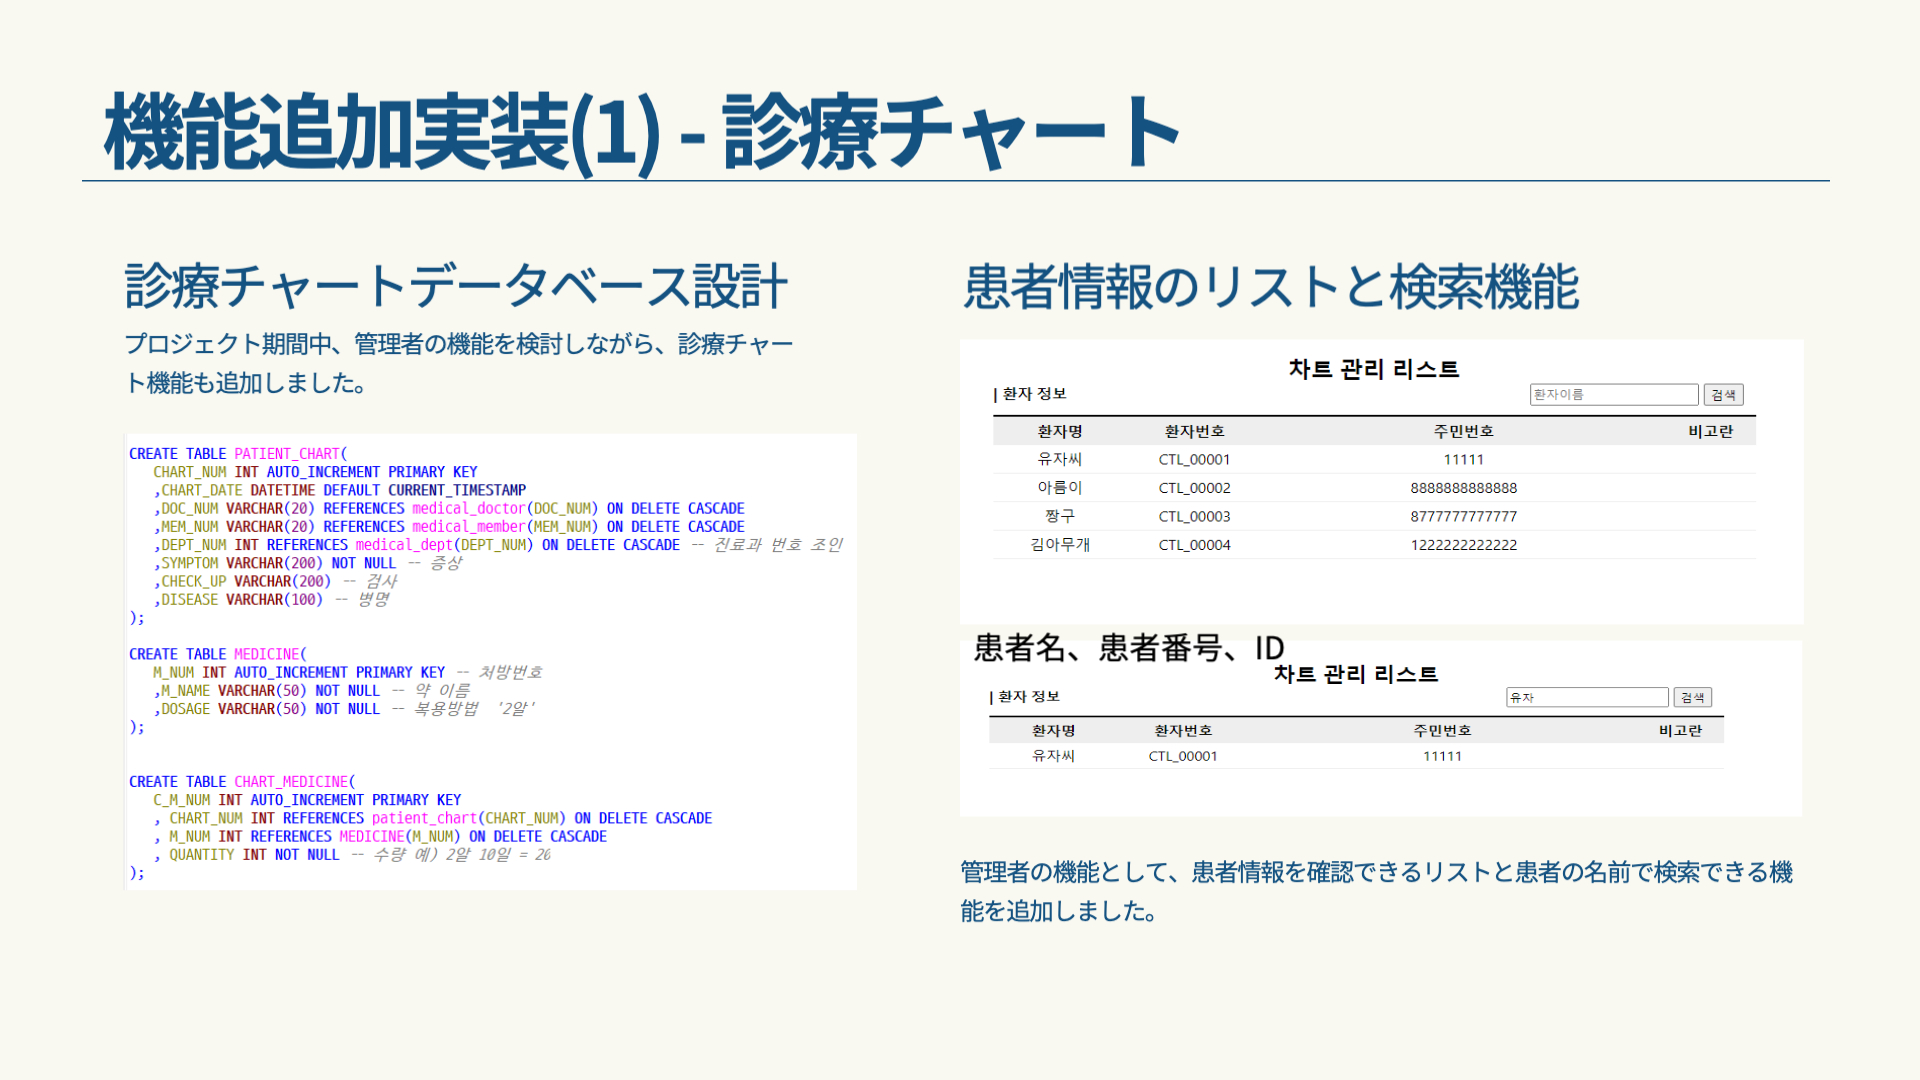 機能追加実装(1) - 診療チャート
診療チャートデータベース設計
プロジェクト期間中、管理者の機能を検討しながら、診療チャー
ト機能も追加しました。
CREATE TABLE PATIENT_CHART(
CHART_NUM INT AUTO_INCREMENT PRIMARY KEY
,CHART_DATE DATETIME DEFAULT CURRENT_TIMESTAMP
,DOC_NUM VARCHAR(20) REFERENCES medical_doctor(DOC_NUM) ON DELETE CASCADE
,MEM_NUM VARCHAR(20) REFERENCES medical_member(MEM_NUM) ON DELETE CASCADE
,DEPT_NUM INT REFERENCES medical_dept(DEPT_NUM) ON DELETE CASCADE -- 진료과 번호 조인
,SYMPTOM VARCHAR(200) NOT NULL -- 증상
,CHECK_UP VARCHAR(200) -- 검사
,DISEASE VARCHAR(100) -- 병명
);
CREATE TABLE MEDICINE(
M_NUM INT AUTO_INCREMENT PRIMARY KEY -- 처방번호
,M_NAME VARCHAR(50) NOT NULL -- 약 이름
,DOSAGE VARCHAR(50) NOT NULL -- 복용방법 '2알'
);
CREATE TABLE CHART_MEDICINE(
C_M_NUM INT AUTO_INCREMENT PRIMARY KEY
, CHART_NUM INT REFERENCES patient_chart(CHART_NUM) ON DELETE CASCADE
, M_NUM INT REFERENCES MEDICINE(M_NUM) ON DELETE CASCADE
, QUANTITY INT NOT NULL -- 수량 예) 2알 10일 = 20
);
患者情報のリストと検索機能
차트 관리 리스트
| 환자 정보 환자이름 검색
환자명 환자번호 주민번호 비고란
유자씨 CTL_00001 11111
아름이 CTL_00002 8888888888888
짱구 CTL_00003 8777777777777
김아무개 CTL_00004 1222222222222
患者名、患者番号、ID
차트 관리 리스트
| 환자 정보 유자 검색
환자명 환자번호 주민번호 비고란
유자씨 CTL_00001 11111
管理者の機能として、患者情報を確認できるリストと患者の名前で検索できる機
能を追加しました。